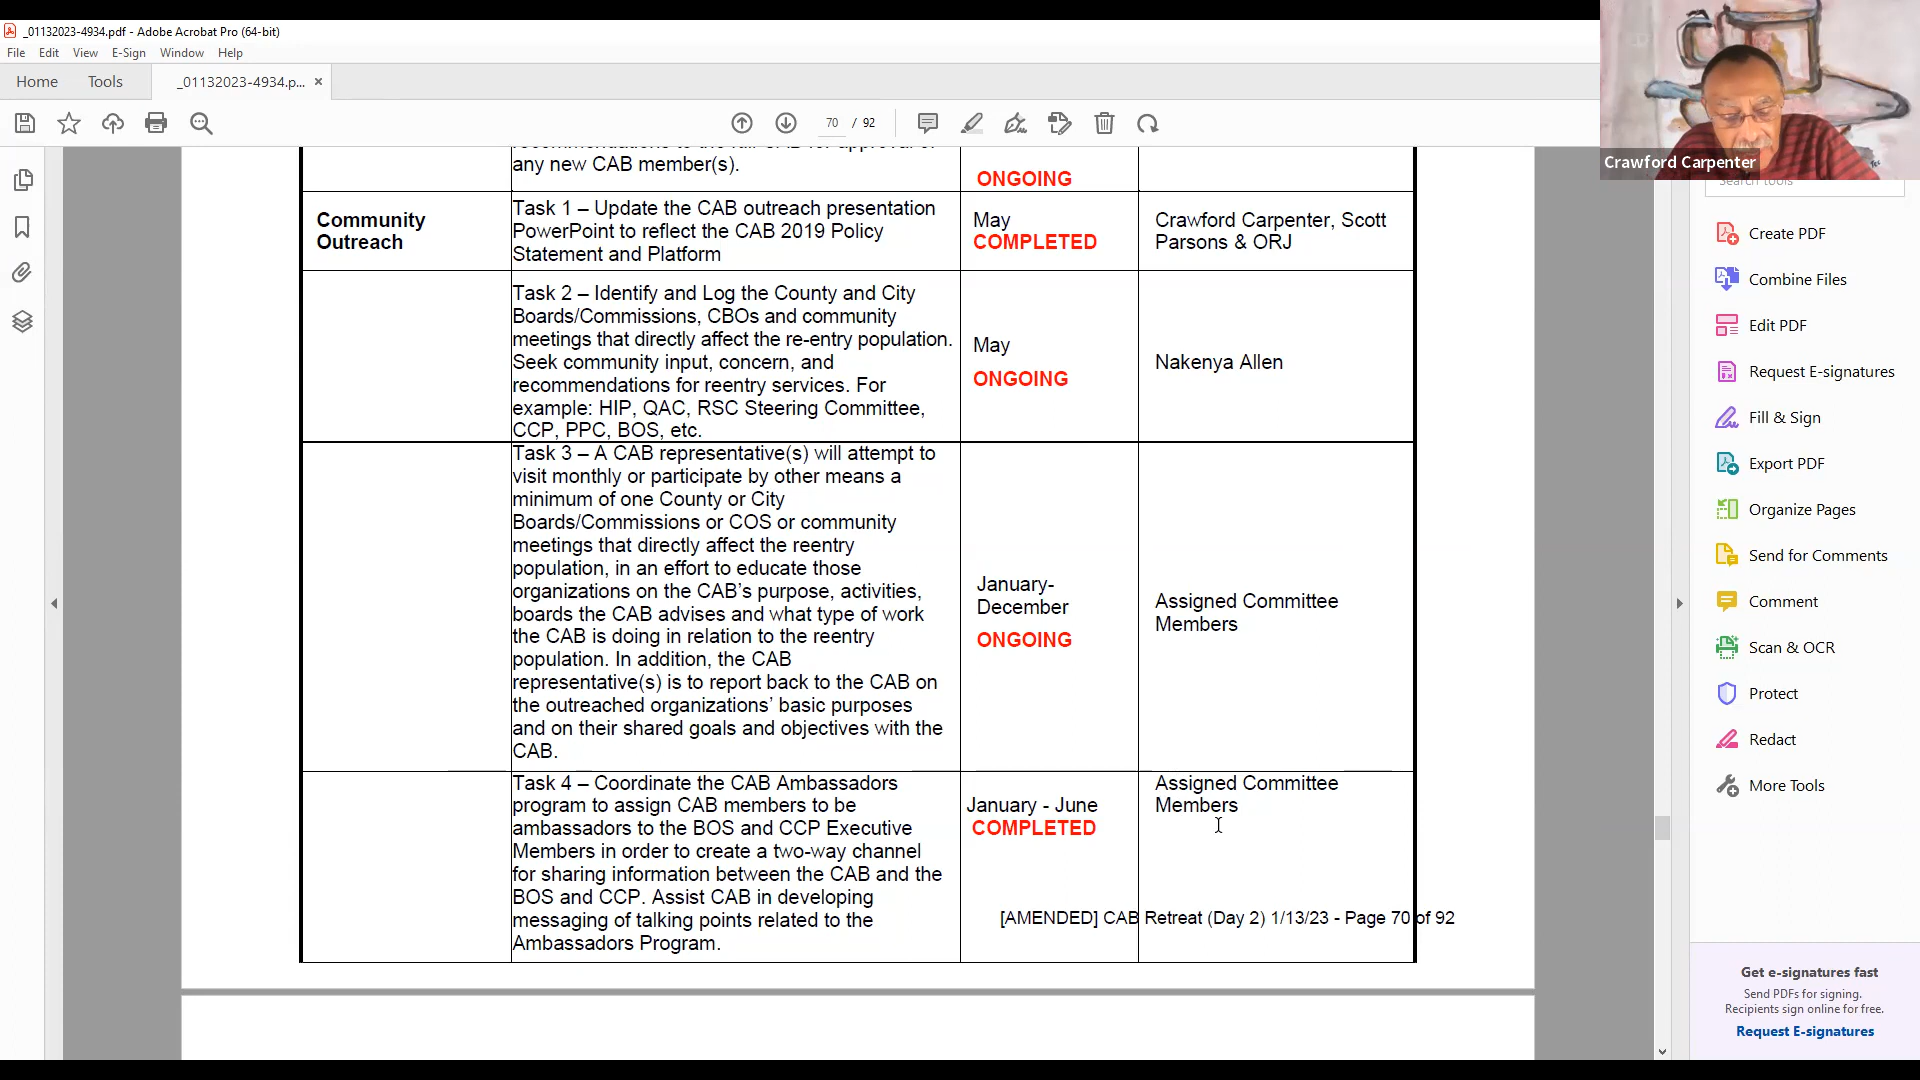 _01132023-4934.pdf - Adobe Acrobat Pro (64-bit)
File Edit View E-Sign Window Help
Home Tools _01132023-4934.p... ×
70 / 92
Crawford Carpenter
any new CAB member(s).
ONGOING
Community
Outreach
Task 1 – Update the CAB outreach presentation
PowerPoint to reflect the CAB 2019 Policy
Statement and Platform
May
COMPLETED
Crawford Carpenter, Scott
Parsons & ORJ
Task 2 – Identify and Log the County and City
Boards/Commissions, CBOs and community
meetings that directly affect the re-entry population.
Seek community input, concern, and
recommendations for reentry services. For
example: HIP, QAC, RSC Steering Committee,
CCP, PPC, BOS, etc.
May
ONGOING
Nakenya Allen
Task 3 – A CAB representative(s) will attempt to
visit monthly or participate by other means a
minimum of one County or City
Boards/Commissions or COS or community
meetings that directly affect the reentry
population, in an effort to educate those
organizations on the CAB’s purpose, activities,
boards the CAB advises and what type of work
the CAB is doing in relation to the reentry
population. In addition, the CAB
representative(s) is to report back to the CAB on
the outreached organizations’ basic purposes
and on their shared goals and objectives with the
CAB.
January-
December
ONGOING
Assigned Committee
Members
Task 4 – Coordinate the CAB Ambassadors
program to assign CAB members to be
ambassadors to the BOS and CCP Executive
Members in order to create a two-way channel
for sharing information between the CAB and the
BOS and CCP. Assist CAB in developing
messaging of talking points related to the
Ambassadors Program.
January - June
COMPLETED
Assigned Committee
Members
[AMENDED] CAB Retreat (Day 2) 1/13/23 - Page 70 of 92
Search tools
Create PDF
Combine Files
Edit PDF
Request E-signatures
Fill & Sign
Export PDF
Organize Pages
Send for Comments
Comment
Scan & OCR
Protect
Redact
More Tools
Get e-signatures fast
Send PDFs for signing.
Recipients sign online for free.
Request E-signatures